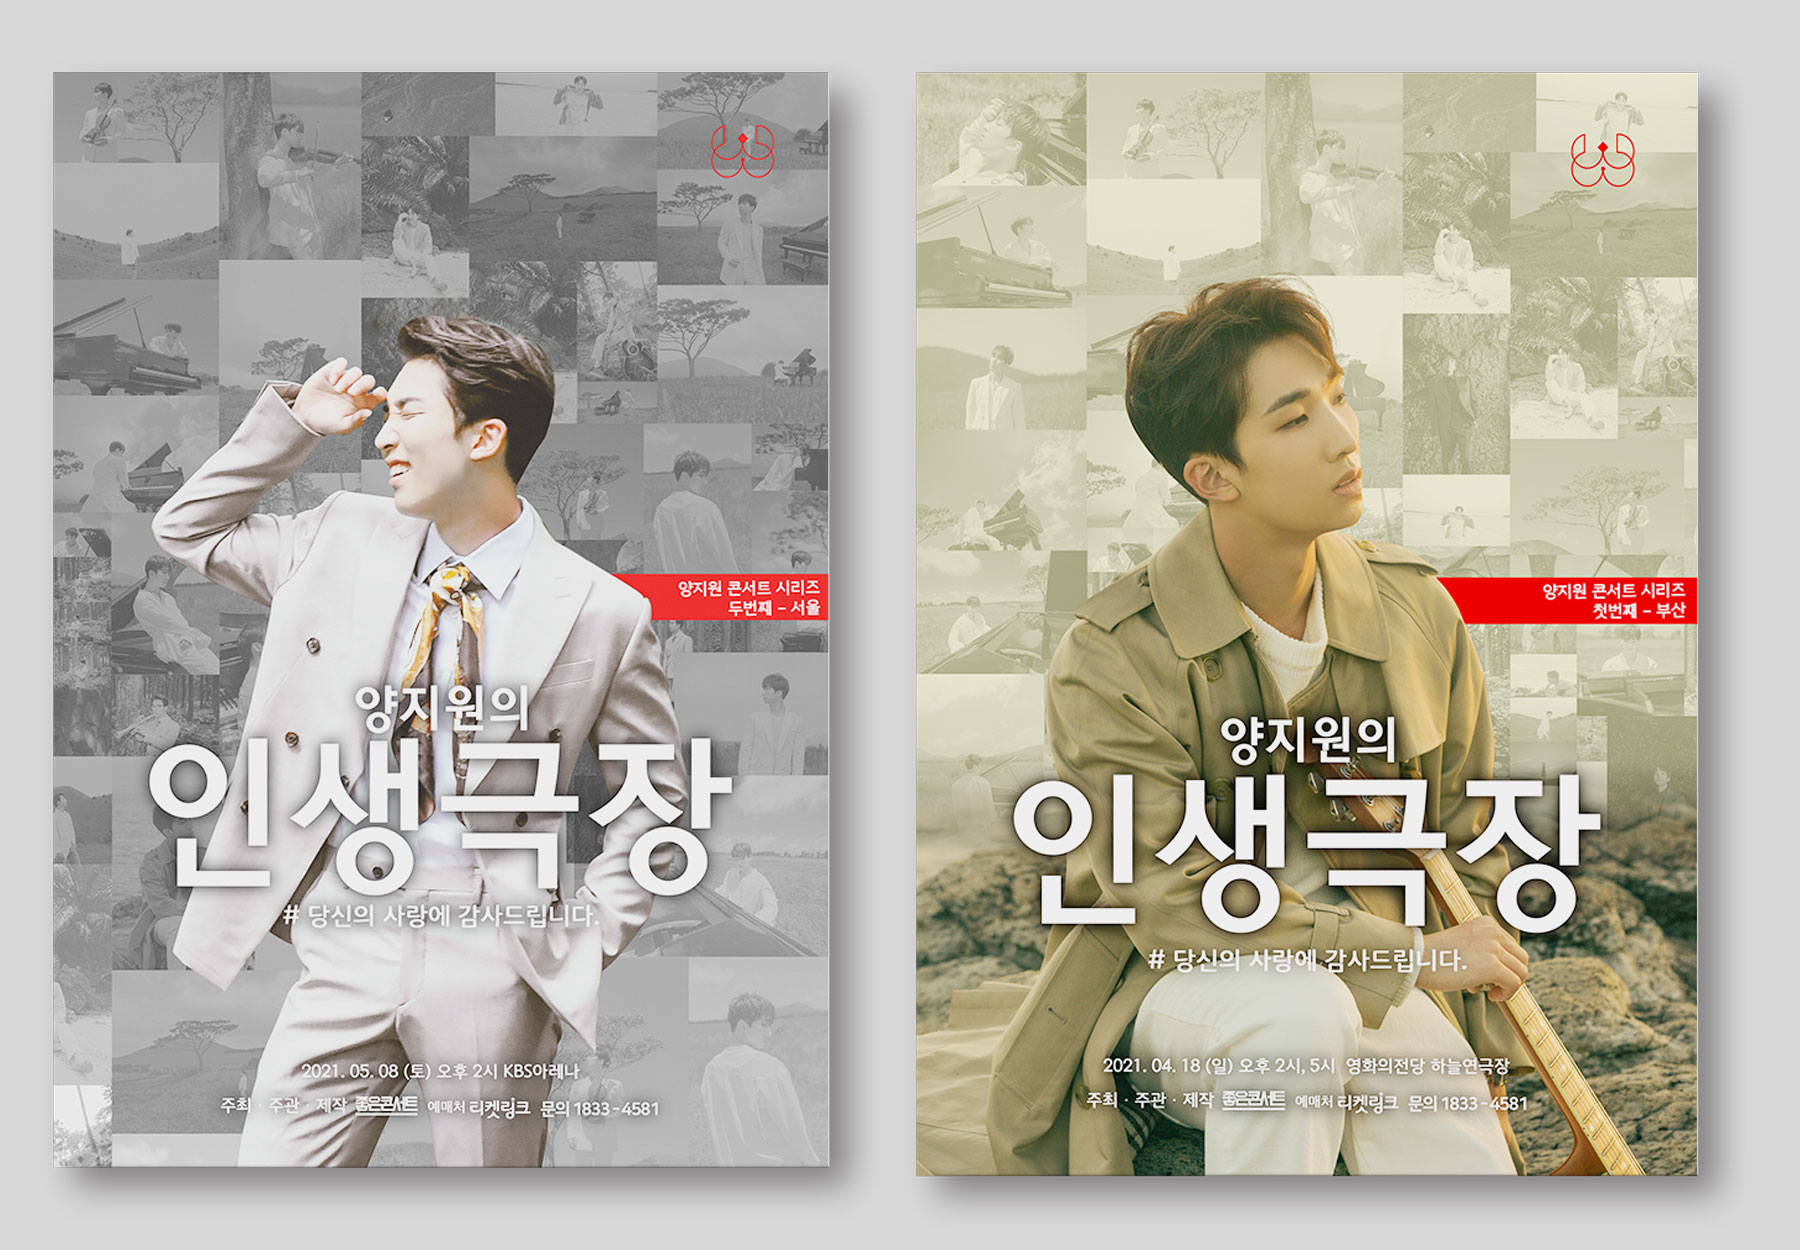 양지원 콘서트 시리즈
두번째 – 서울
양지원의
인생극장
# 당신의 사랑에 감사드립니다.
2021. 05. 08 (토) 오후 2시 KBS아레나
주최 · 주관 · 제작 좋은콘서트 예매처 티켓링크 문의 1833-4581
양지원 콘서트 시리즈
첫번째 – 부산
양지원의
인생극장
# 당신의 사랑에 감사드립니다.
2021. 04. 18 (일) 오후 2시, 5시 영화의전당 하늘연극장
주최 · 주관 · 제작 좋은콘서트 예매처 티켓링크 문의 1833-4581